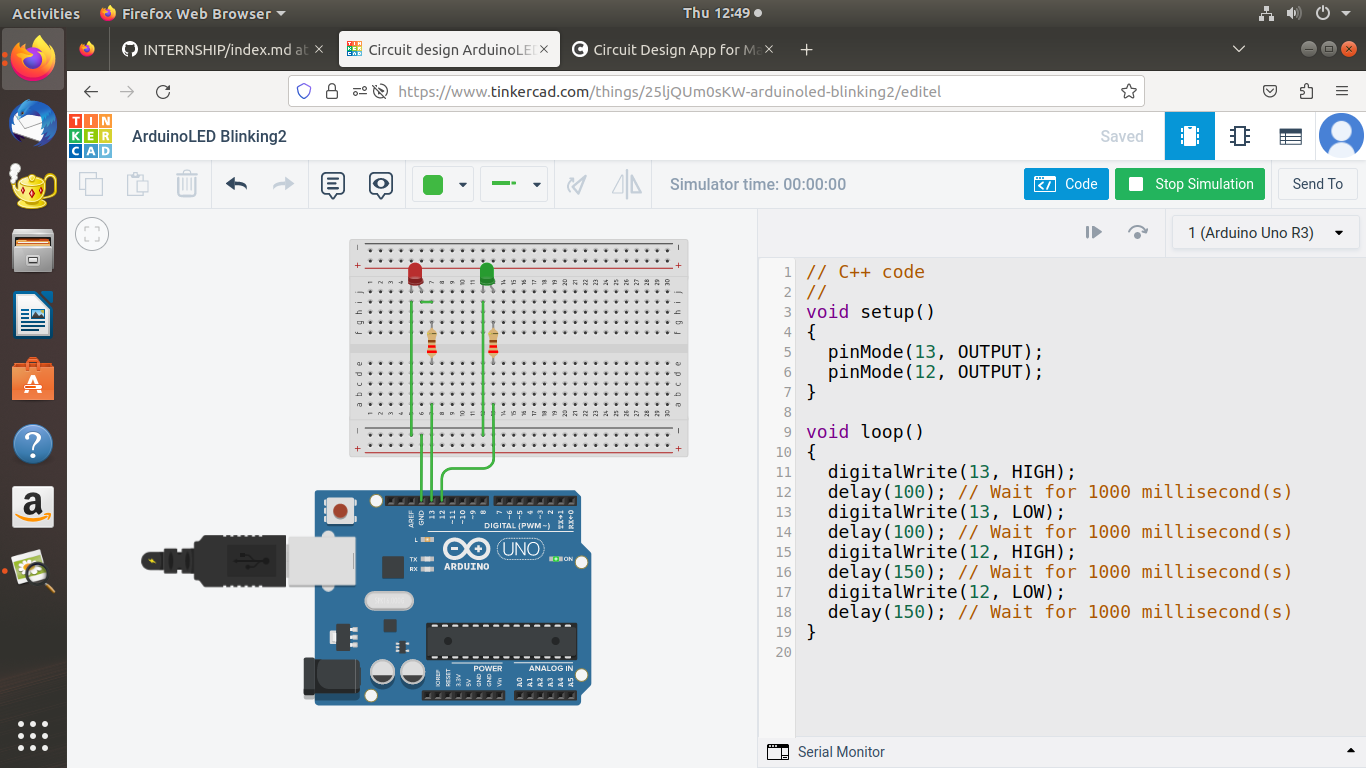 Activities Firefox Web Browser Thu 12:49
INTERNSHIP/index.md at Circuit design ArduinoLED Circuit Design App for Ma
https://www.tinkercad.com/things/25ljQUm0sKW-arduinoled-blinking2/editel
TIN
KER
CAD
ArduinoLED Blinking2 Saved
Simulator time: 00:00:00 Code Stop Simulation Send To
1 (Arduino Uno R3)
1 // C++ code
2 //
3 void setup()
4 {
5 pinMode(13, OUTPUT);
6 pinMode(12, OUTPUT);
7 }
8
9 void loop()
10 {
11 digitalWrite(13, HIGH);
12 delay(100); // Wait for 1000 millisecond(s)
13 digitalWrite(13, LOW);
14 delay(100); // Wait for 1000 millisecond(s)
15 digitalWrite(12, HIGH);
16 delay(150); // Wait for 1000 millisecond(s)
17 digitalWrite(12, LOW);
18 delay(150); // Wait for 1000 millisecond(s)
19 }
20
AREF GND 13 12 ~11 ~10 ~9 8 7 ~6 ~5 4 ~3 2 TX→1 RX←0
DIGITAL (PWM~)
L
TX
RX
UNO
ON
ARDUINO
POWER ANALOG IN
IOREF RESET 3.3V 5V GND GND Vin A0 A1 A2 A3 A4 A5
Serial Monitor